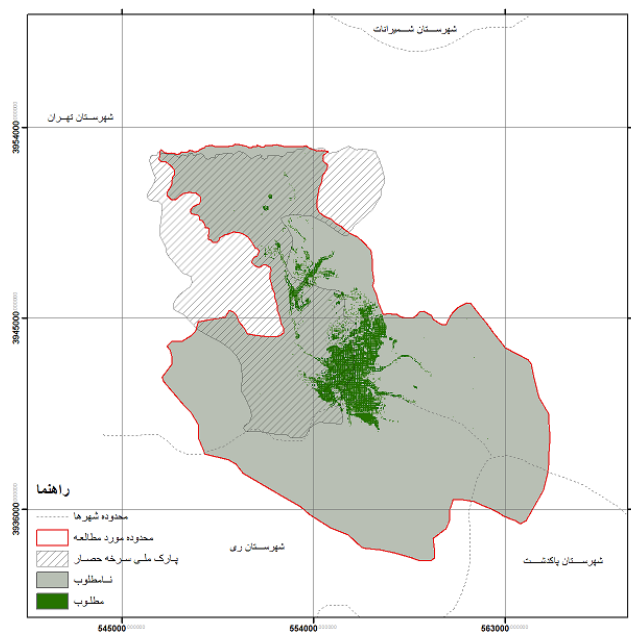 شهرستان شمیرانات
شهرستان تهران
3954000
3945000
3936000
راهنما
محدوده شهرها
محدوده مورد مطالعه
پارک ملی سرخه حصار
نامطلوب
مطلوب
شهرستان ری
شهرستان پاکدشت
545000
554000
563000